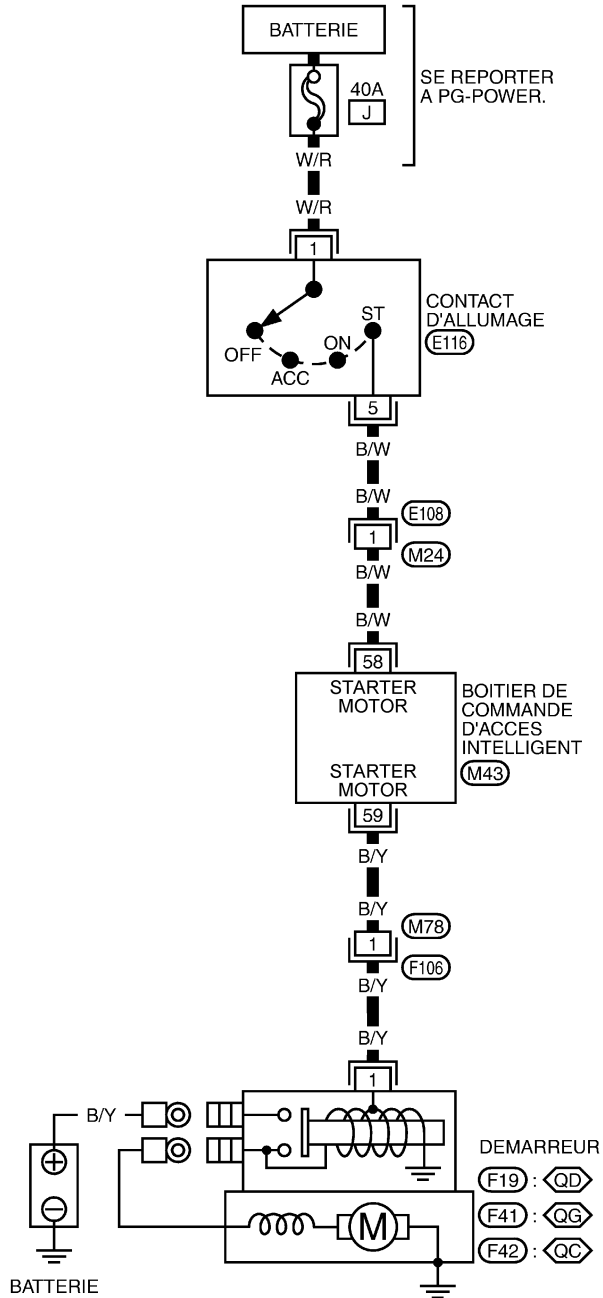 BATTERIE
40A
J
SE REPORTER
A PG-POWER.
W/R
W/R
1
CONTACT
D'ALLUMAGE
E116
ST
ON
OFF
ACC
5
B/W
B/W
E108
1
M24
B/W
B/W
58
STARTER
MOTOR
BOITIER DE
COMMANDE
D'ACCES
INTELLIGENT
M43
STARTER
MOTOR
59
B/Y
B/Y
M78
1
F106
B/Y
B/Y
1
B/Y
DEMARREUR
F19 : QD
F41 : QG
F42 : QC
M
BATTERIE